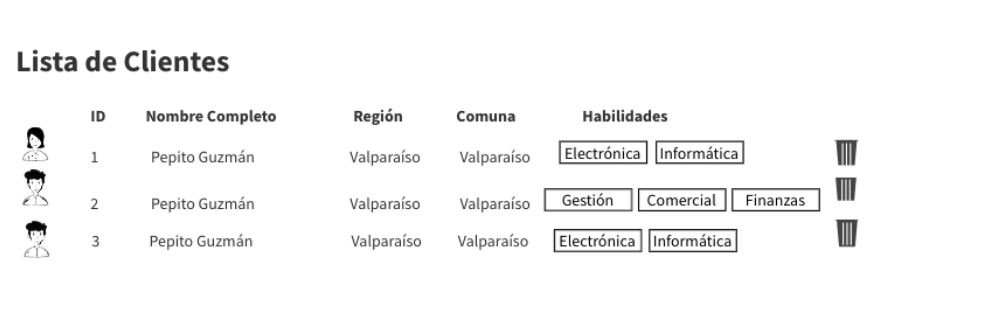 Lista de Clientes
ID Nombre Completo Región Comuna Habilidades
1 Pepito Guzmán Valparaíso Valparaíso Electrónica Informática
2 Pepito Guzmán Valparaíso Valparaíso Gestión Comercial Finanzas
3 Pepito Guzmán Valparaíso Valparaíso Electrónica Informática